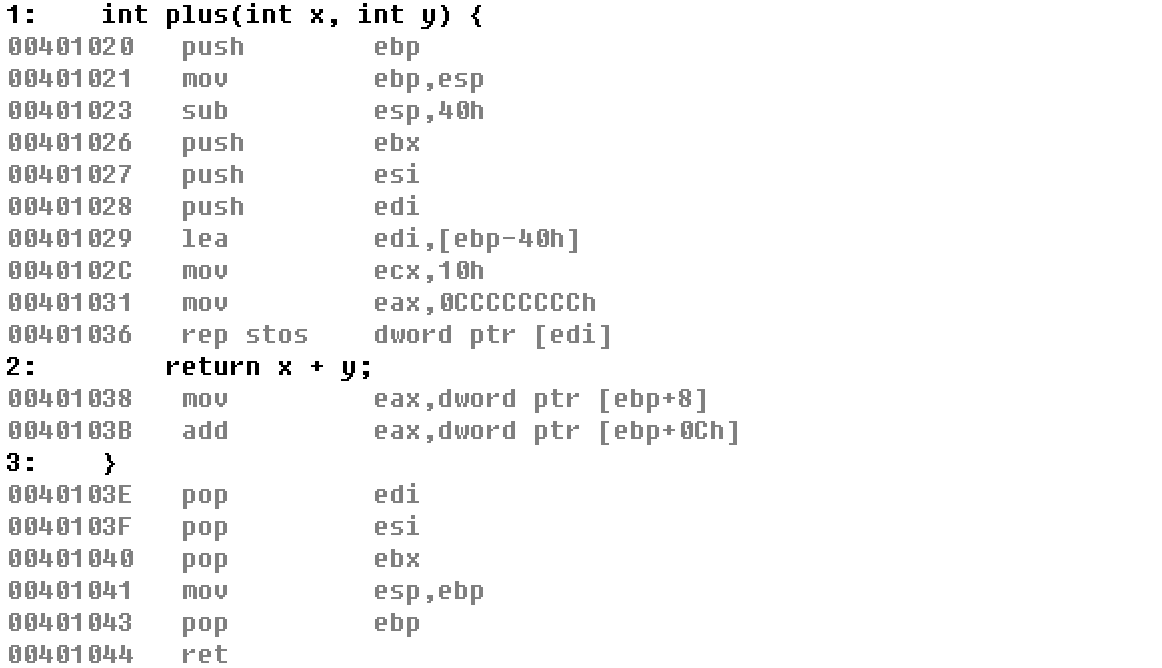 1:    int plus(int x, int y) {
00401020   push        ebp
00401021   mov         ebp,esp
00401023   sub         esp,40h
00401026   push        ebx
00401027   push        esi
00401028   push        edi
00401029   lea         edi,[ebp-40h]
0040102C   mov         ecx,10h
00401031   mov         eax,0CCCCCCCCh
00401036   rep stos    dword ptr [edi]
2:        return x + y;
00401038   mov         eax,dword ptr [ebp+8]
0040103B   add         eax,dword ptr [ebp+0Ch]
3:    }
0040103E   pop         edi
0040103F   pop         esi
00401040   pop         ebx
00401041   mov         esp,ebp
00401043   pop         ebp
00401044   ret